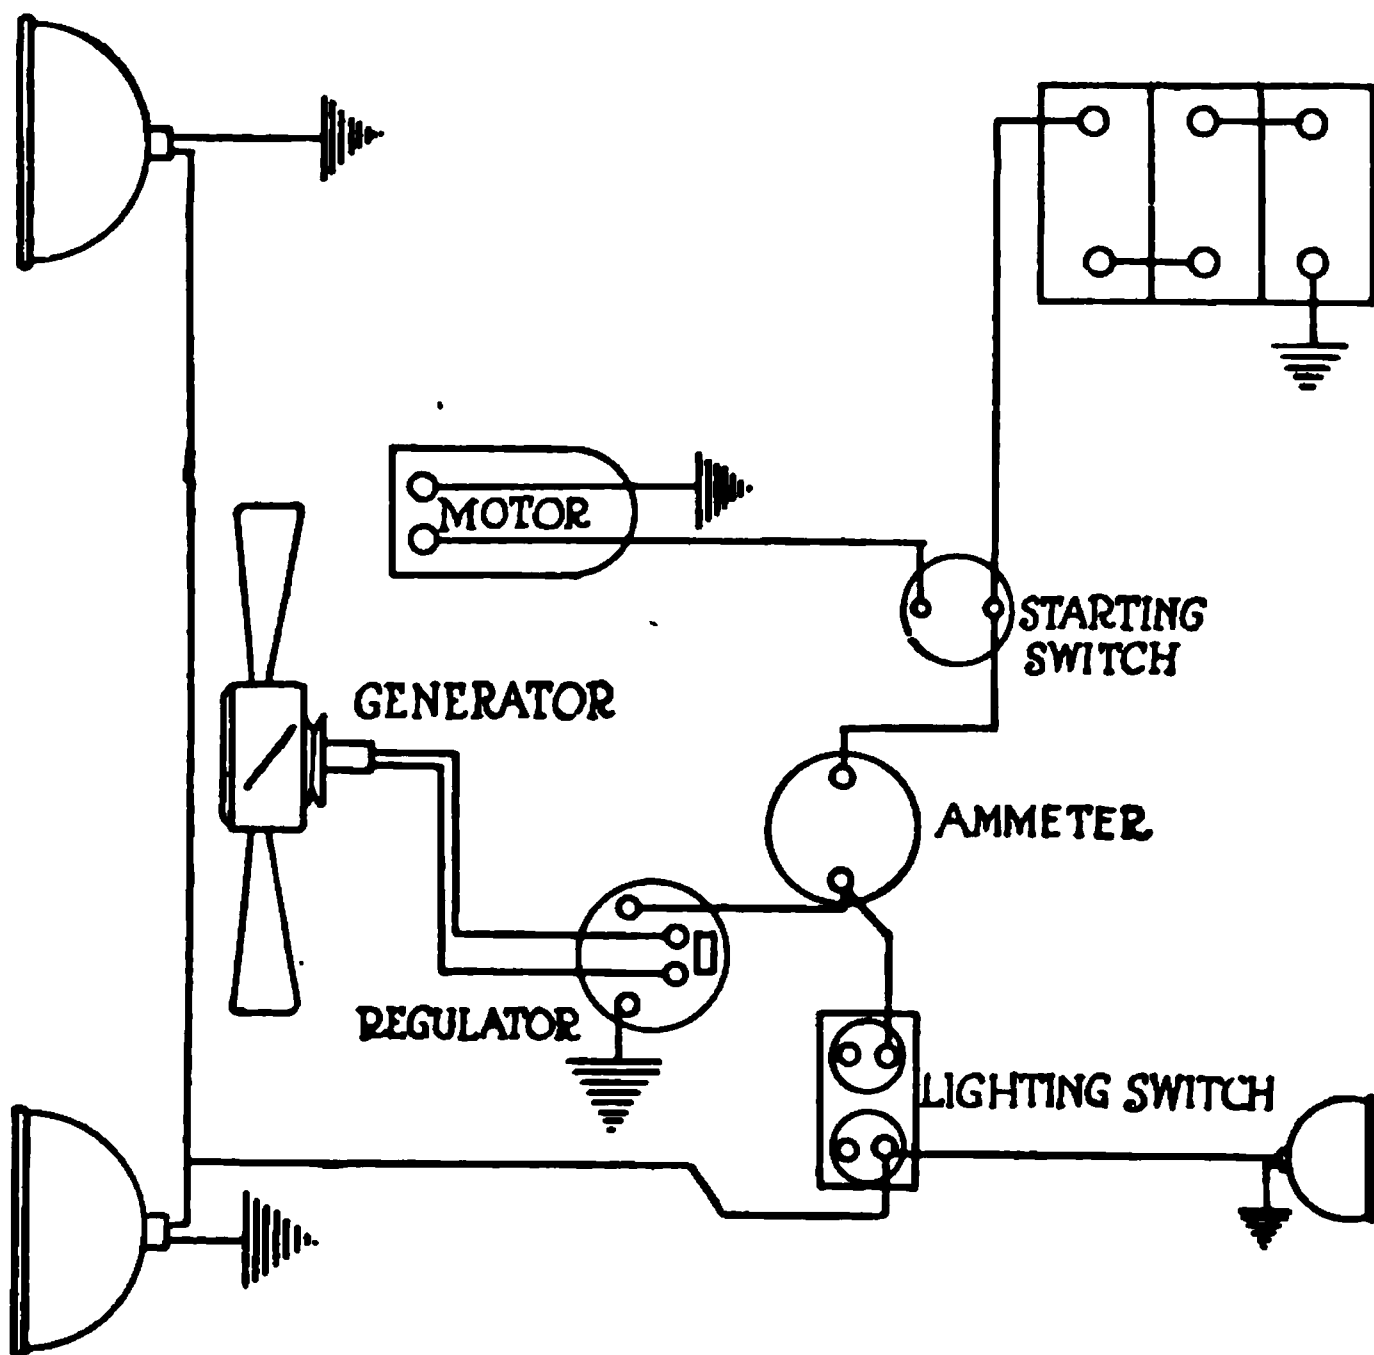 MOTOR
STARTING
SWITCH
GENERATOR
AMMETER
REGULATOR
LIGHTING SWITCH